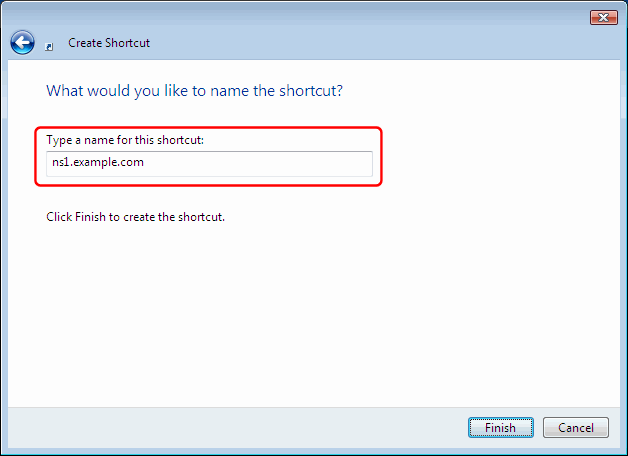 Create Shortcut
What would you like to name the shortcut?
Type a name for this shortcut:
ns1.example.com
Click Finish to create the shortcut.
Finish
Cancel